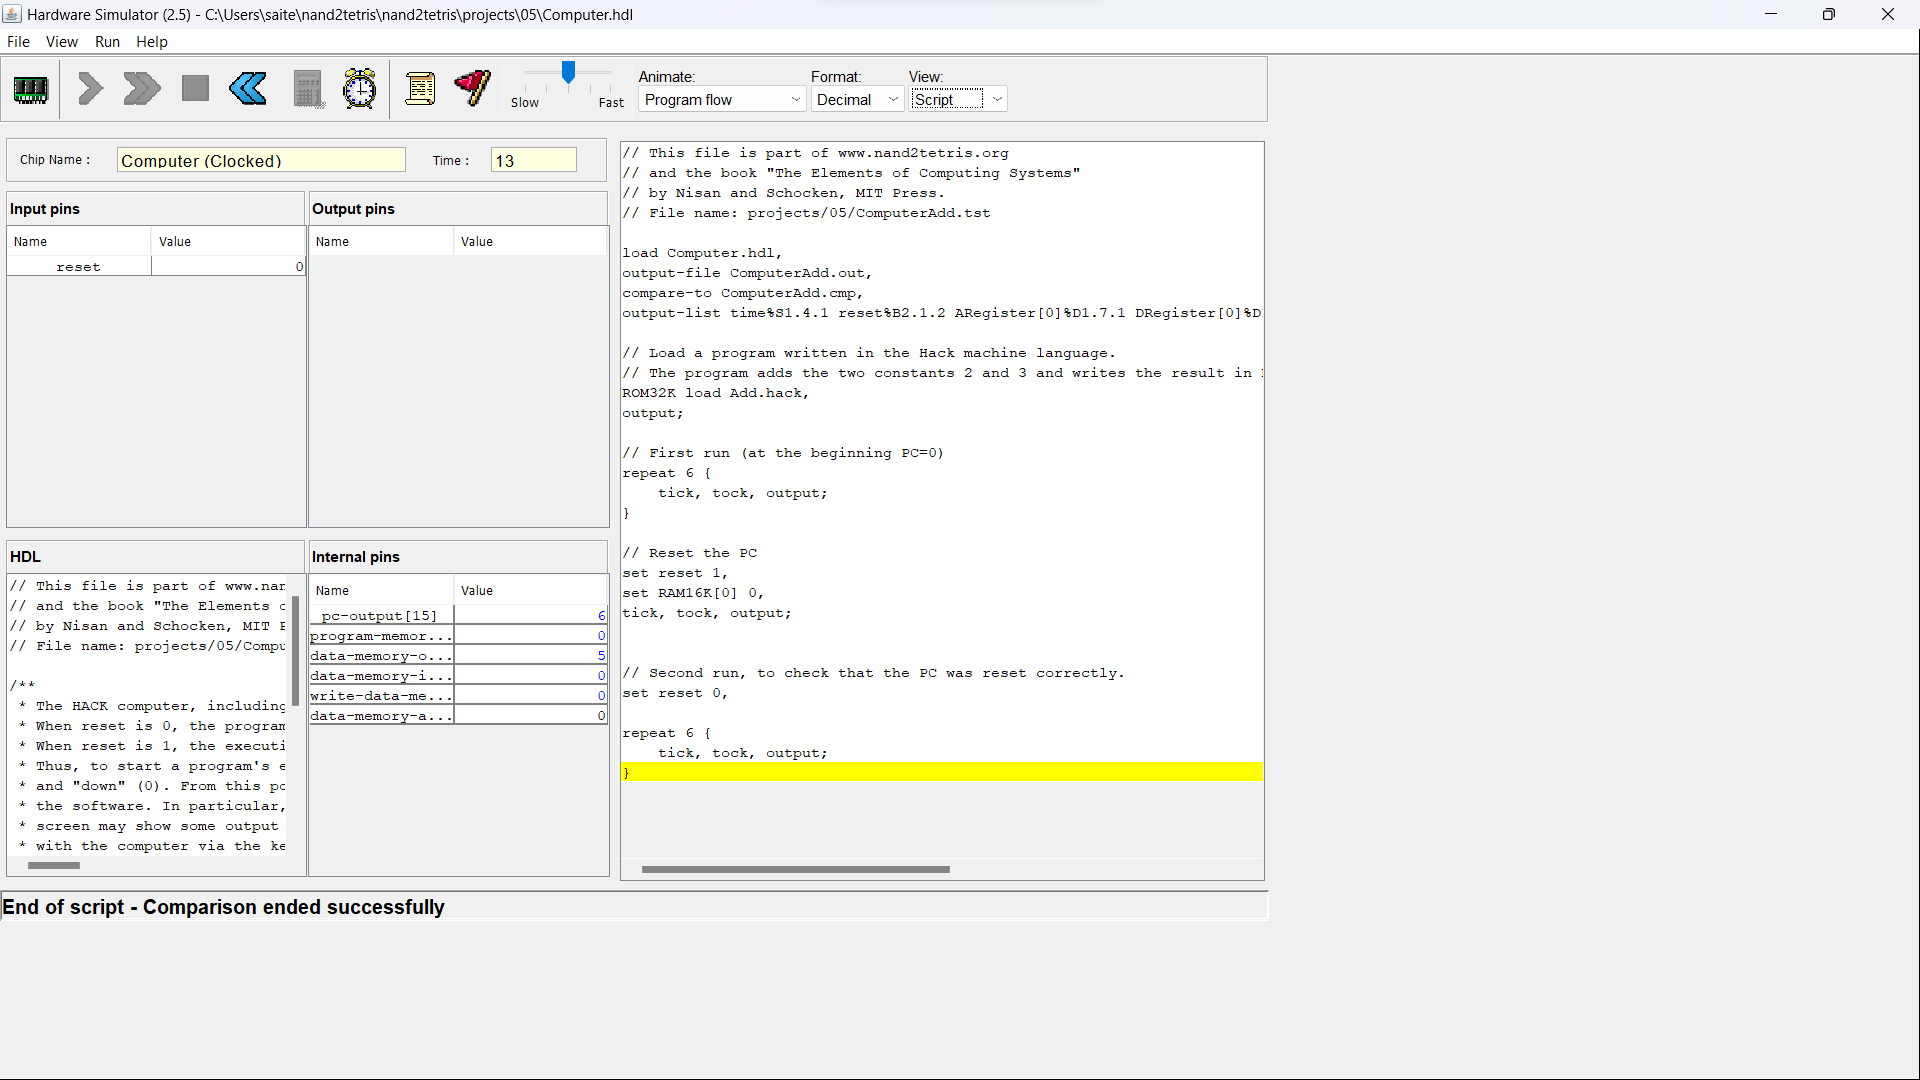 Hardware Simulator (2.5) - C:\Users\saite\nand2tetris\nand2tetris\projects\05\Computer.hdl
File View Run Help
Slow Fast
Animate: Format: View:
Program flow Decimal Script
Chip Name : Computer (Clocked) Time : 13
Input pins
Name Value
reset 0
Output pins
Name Value
HDL
// This file is part of www.nan
// and the book "The Elements o
// by Nisan and Schocken, MIT P
// File name: projects/05/Compu
/**
* The HACK computer, including
* When reset is 0, the program
* When reset is 1, the executi
* Thus, to start a program's e
* and "down" (0). From this po
* the software. In particular,
* screen may show some output
* with the computer via the ke
Internal pins
Name Value
pc-output[15] 6
program-memor... 0
data-memory-o... 5
data-memory-i... 0
write-data-me... 0
data-memory-a... 0
// This file is part of www.nand2tetris.org
// and the book "The Elements of Computing Systems"
// by Nisan and Schocken, MIT Press.
// File name: projects/05/ComputerAdd.tst
load Computer.hdl,
output-file ComputerAdd.out,
compare-to ComputerAdd.cmp,
output-list time%S1.4.1 reset%B2.1.2 ARegister[0]%D1.7.1 DRegister[0]%D
// Load a program written in the Hack machine language.
// The program adds the two constants 2 and 3 and writes the result in
ROM32K load Add.hack,
output;
// First run (at the beginning PC=0)
repeat 6 {
tick, tock, output;
}
// Reset the PC
set reset 1,
set RAM16K[0] 0,
tick, tock, output;
// Second run, to check that the PC was reset correctly.
set reset 0,
repeat 6 {
tick, tock, output;
}
End of script - Comparison ended successfully